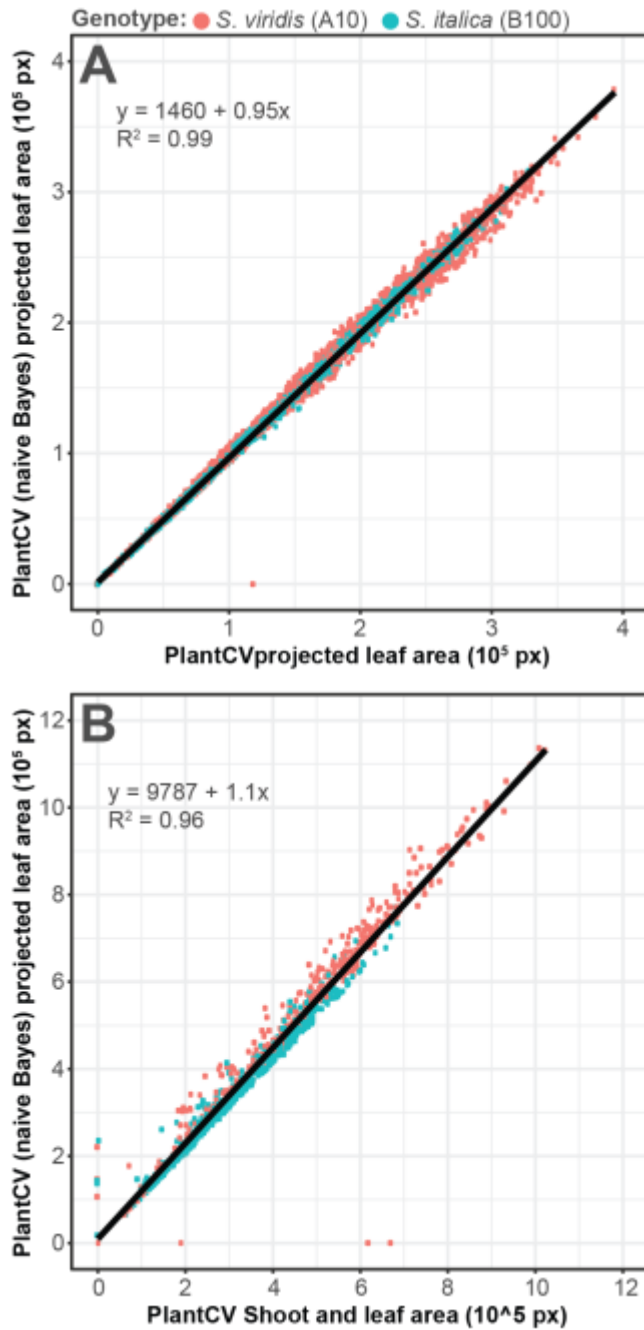 Genotype: S. viridis (A10) S. italica (B100)
A
y = 1460 + 0.95x
R² = 0.99
PlantCV (naive Bayes) projected leaf area (10⁵ px)
4
3
2
1
0
0 1 2 3 4
PlantCVprojected leaf area (10⁵ px)
B
y = 9787 + 1.1x
R² = 0.96
PlantCV (naive Bayes) projected leaf area (10⁵ px)
12
10
8
6
4
2
0
0 2 4 6 8 10 12
PlantCV Shoot and leaf area (10^5 px)